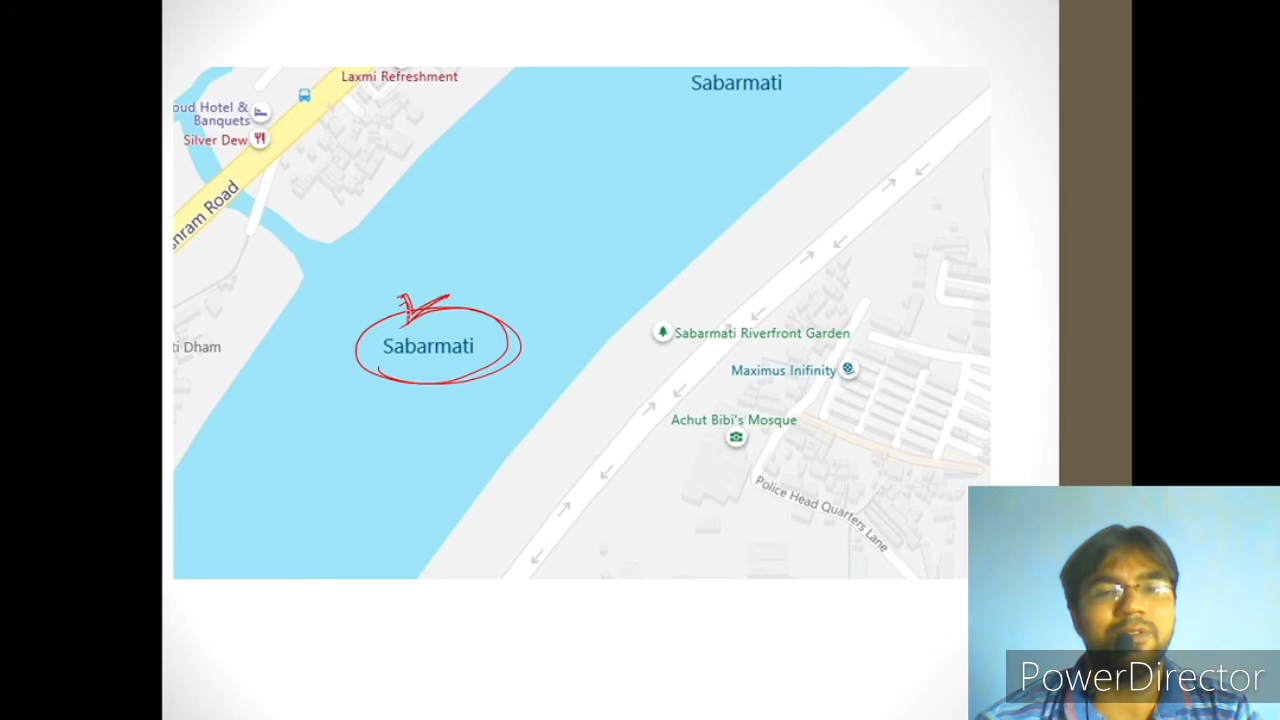 Laxmi Refreshment
Sabarmati
oud Hotel &
Banquets
Silver Dew
nram Road
Sabarmati
ti Dham
Sabarmati Riverfront Garden
Maximus Inifinity
Achut Bibi's Mosque
Police Head Quarters Lane
PowerDirector